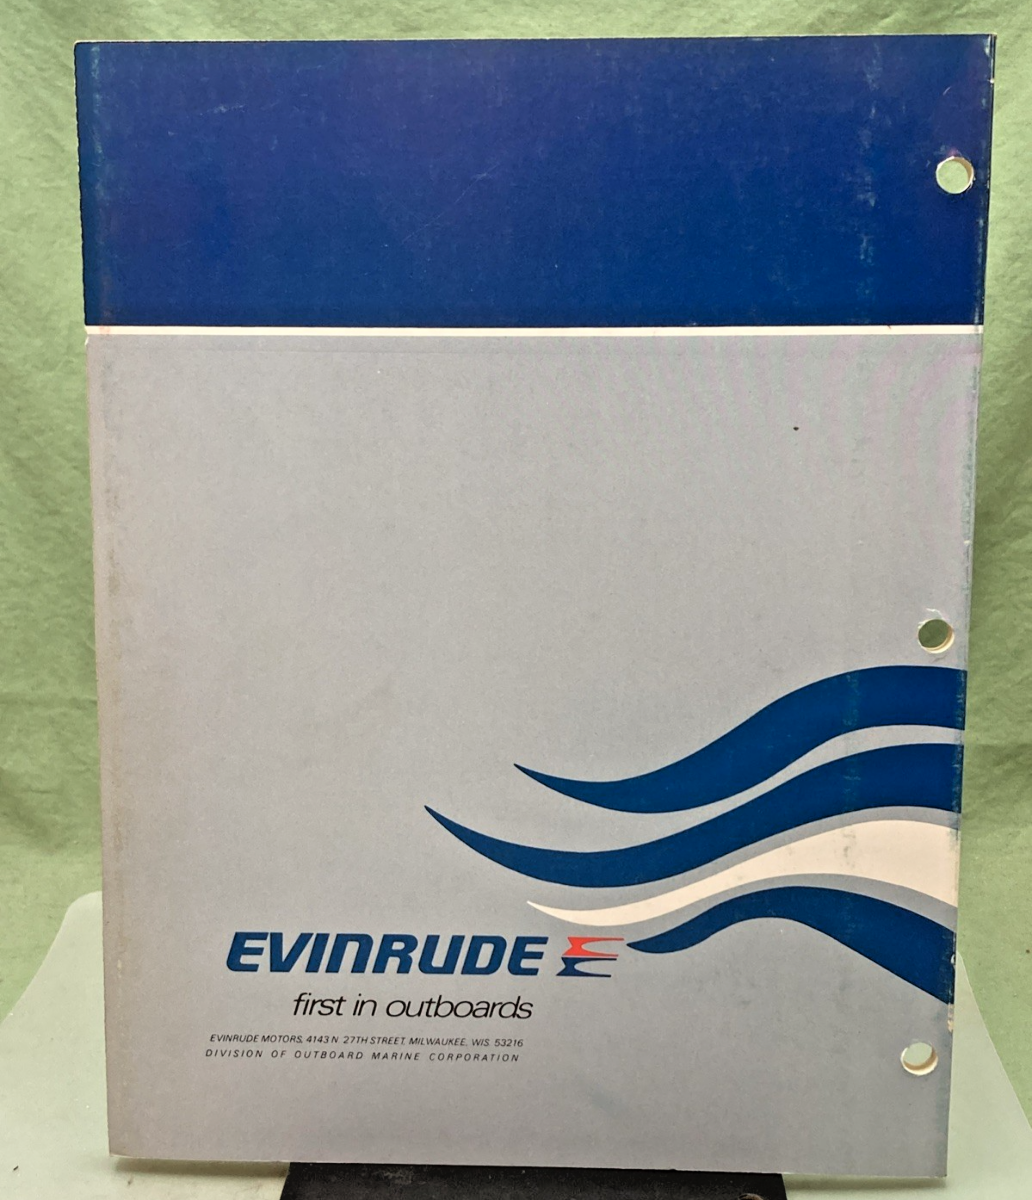 EVINRUDE
first in outboards
EVINRUDE MOTORS, 4143 N 27TH STREET, MILWAUKEE, WIS 53216
DIVISION OF OUTBOARD MARINE CORPORATION